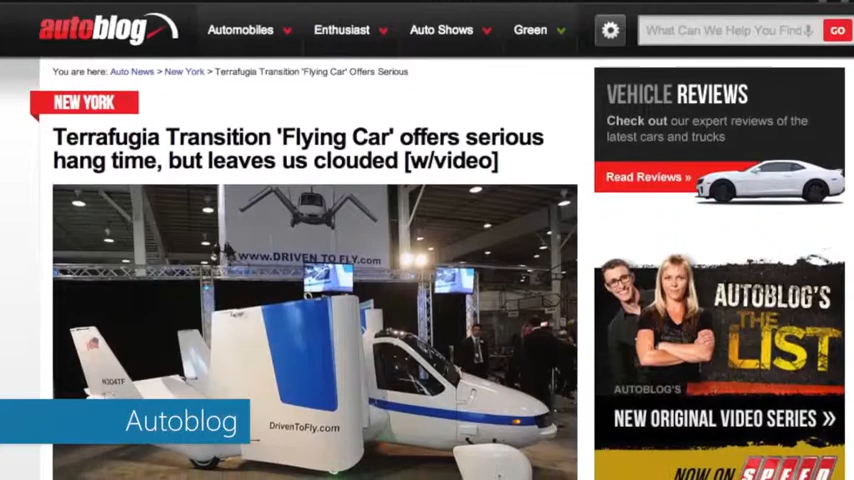 autoblog
Automobiles Enthusiast Auto Shows Green
What Can We Help You Find GO
You are here: Auto News > New York > Terrafugia Transition 'Flying Car' Offers Serious
NEW YORK
Terrafugia Transition 'Flying Car' offers serious
hang time, but leaves us clouded [w/video]
WWW.DRIVEN TO FLY.com
N304TF
DrivenToFly.com
Autoblog
VEHICLE REVIEWS
Check out our expert reviews of the
latest cars and trucks
Read Reviews »
AUTOBLOG'S
THE
LIST
AUTOBLOG'S
NEW ORIGINAL VIDEO SERIES »
NOW ON SPEED